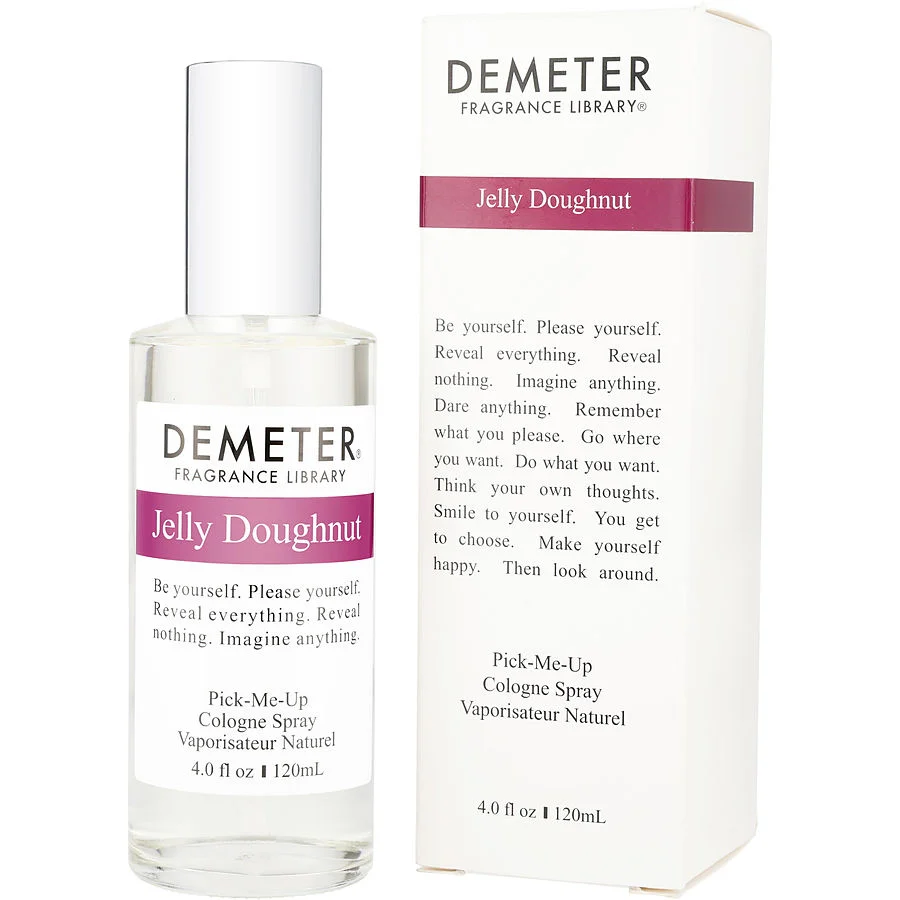 DEMETER®
FRAGRANCE LIBRARY
Jelly Doughnut
Be yourself. Please yourself.
Reveal everything. Reveal
nothing. Imagine anything.
Pick-Me-Up
Cologne Spray
Vaporisateur Naturel
4.0 fl oz ▮ 120mL
DEMETER
FRAGRANCE LIBRARY®
Jelly Doughnut
Be yourself. Please yourself.
Reveal everything. Reveal
nothing. Imagine anything.
Dare anything. Remember
what you please. Go where
you want. Do what you want.
Think your own thoughts.
Smile to yourself. You get
to choose. Make yourself
happy. Then look around.
Pick-Me-Up
Cologne Spray
Vaporisateur Naturel
4.0 fl oz ▮ 120mL